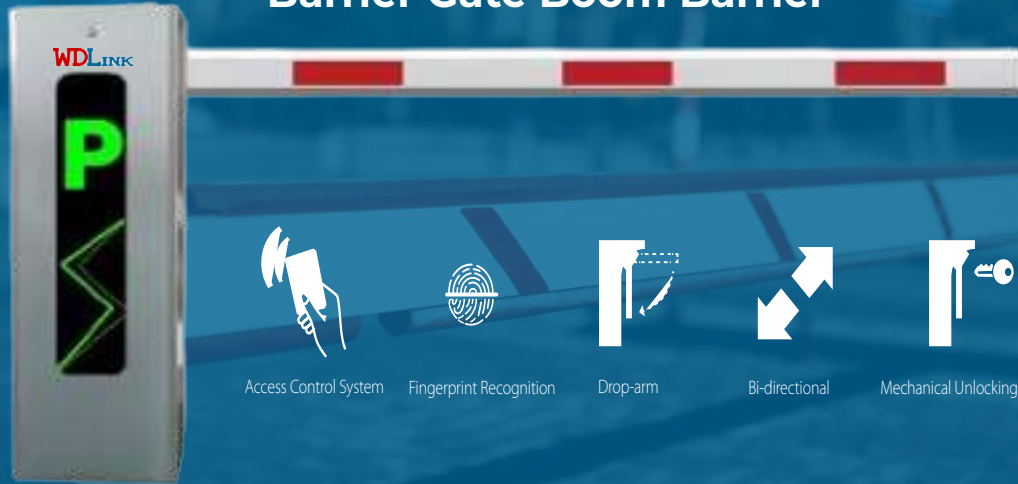 Barrier Gate Boom Barrier
WDLINK
P
Access Control System
Fingerprint Recognition
Drop-arm
Bi-directional
Mechanical Unlocking